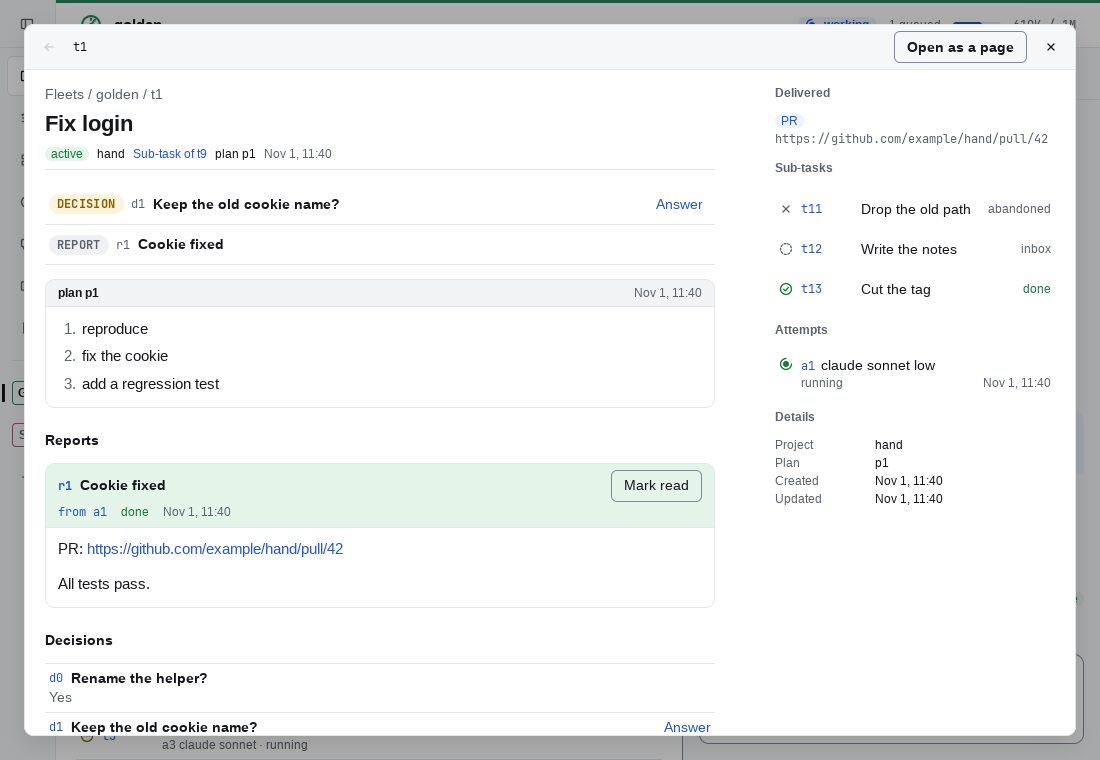 golden
working
1 queued
t1
Open as a page
Fleets / golden / t1
Fix login
active hand Sub-task of t9 plan p1 Nov 1, 11:40
DECISION d1 Keep the old cookie name? Answer
REPORT r1 Cookie fixed
plan p1 Nov 1, 11:40
1. reproduce
2. fix the cookie
3. add a regression test
Reports
r1 Cookie fixed Mark read
from a1 done Nov 1, 11:40
PR: https://github.com/example/hand/pull/42
All tests pass.
Decisions
d0 Rename the helper?
Yes
d1 Keep the old cookie name? Answer
Delivered
PR
https://github.com/example/hand/pull/42
Sub-tasks
t11 Drop the old path abandoned
t12 Write the notes inbox
t13 Cut the tag done
Attempts
a1 claude sonnet low
running Nov 1, 11:40
Details
Project hand
Plan p1
Created Nov 1, 11:40
Updated Nov 1, 11:40
a3 claude sonnet · running